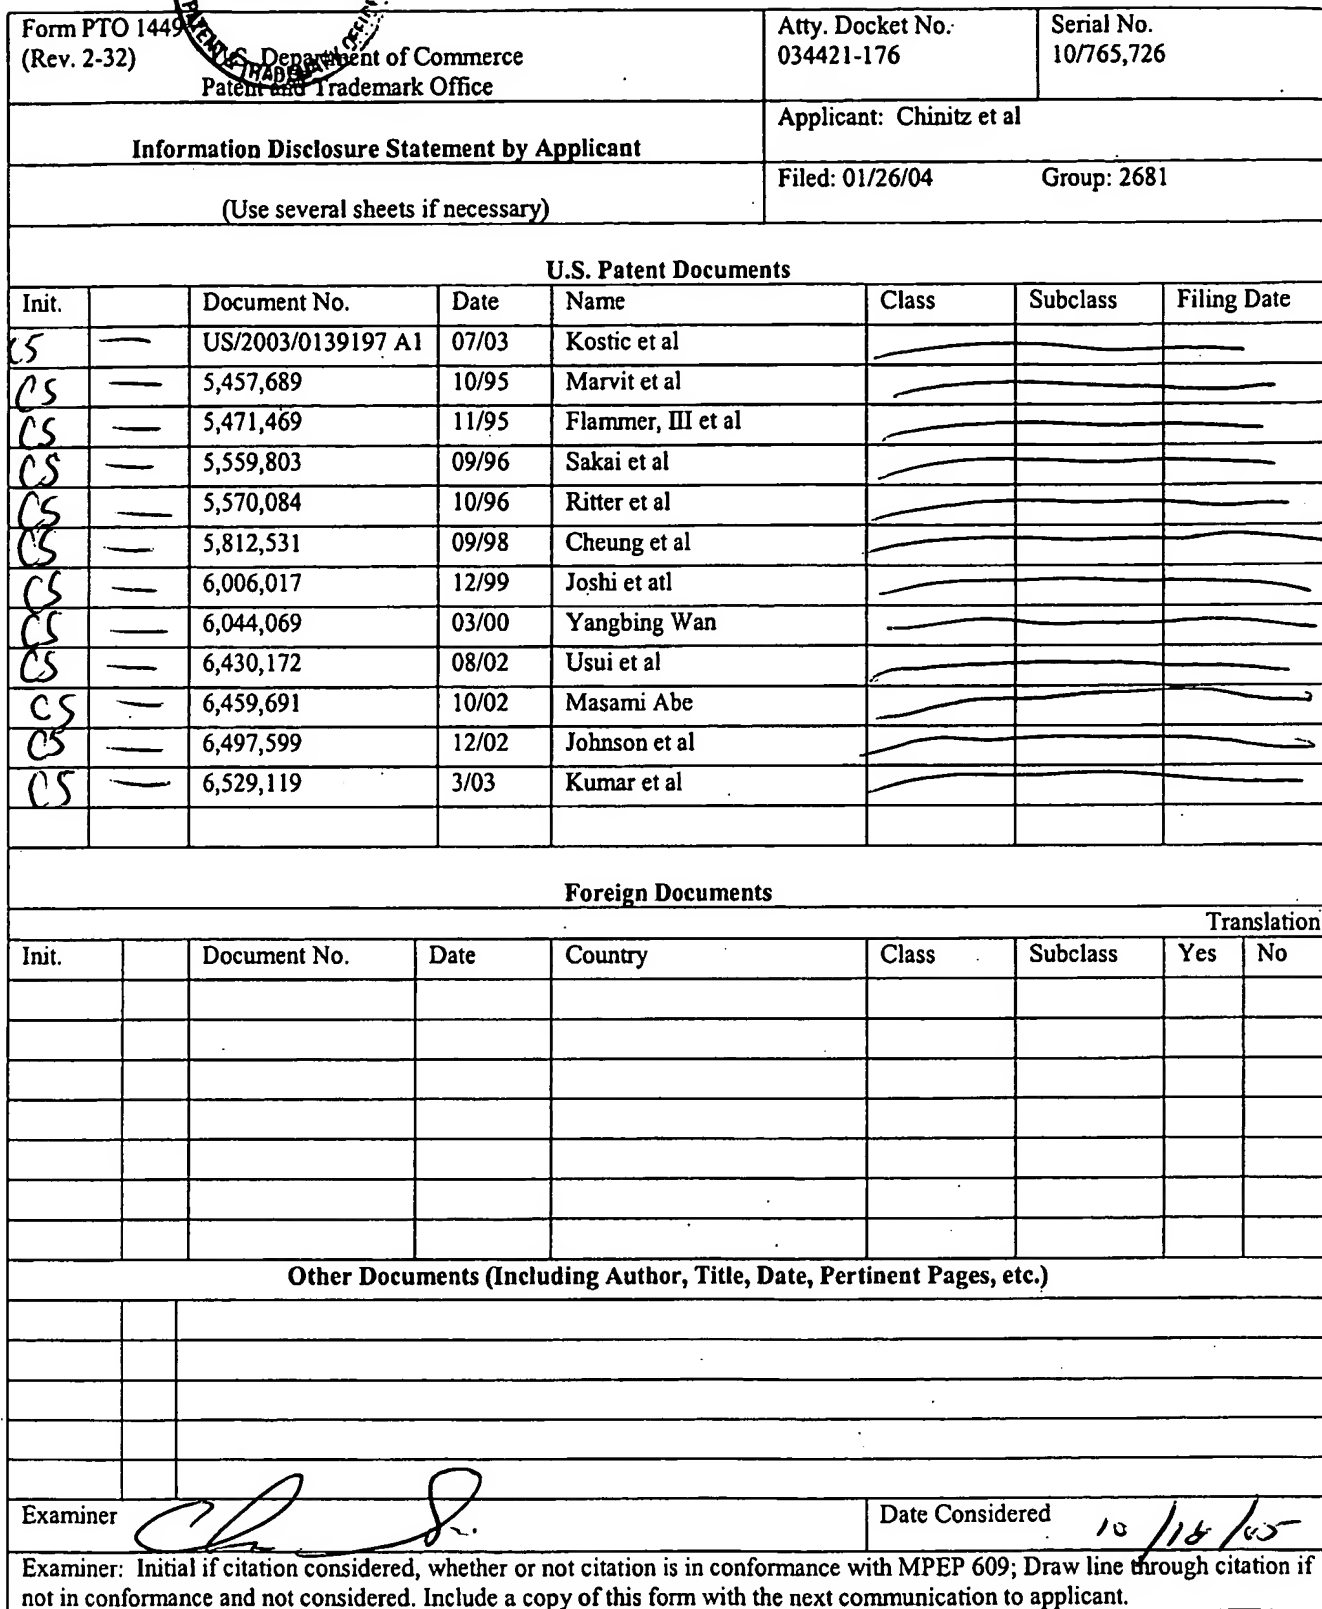 Form PTO 1449 Atty. Docket No. Serial No.
(Rev. 2-32) U.S. Department of Commerce 034421-176 10/765,726
Patent and Trademark Office
Applicant: Chinitz et al
Information Disclosure Statement by Applicant
Filed: 01/26/04 Group: 2681
(Use several sheets if necessary)
U.S. Patent Documents
Init. Document No. Date Name Class Subclass Filing Date
CS — US/2003/0139197 A1 07/03 Kostic et al
CS — 5,457,689 10/95 Marvit et al
CS — 5,471,469 11/95 Flammer, III et al
CS — 5,559,803 09/96 Sakai et al
CS — 5,570,084 10/96 Ritter et al
CS — 5,812,531 09/98 Cheung et al
CS — 6,006,017 12/99 Joshi et atl
CS — 6,044,069 03/00 Yangbing Wan
CS — 6,430,172 08/02 Usui et al
CS — 6,459,691 10/02 Masami Abe
CS — 6,497,599 12/02 Johnson et al
CS — 6,529,119 3/03 Kumar et al
Foreign Documents
Translation
Init. Document No. Date Country Class Subclass Yes No
Other Documents (Including Author, Title, Date, Pertinent Pages, etc.)
Examiner Date Considered 10/18/05
Examiner: Initial if citation considered, whether or not citation is in conformance with MPEP 609; Draw line through citation if
not in conformance and not considered. Include a copy of this form with the next communication to applicant.